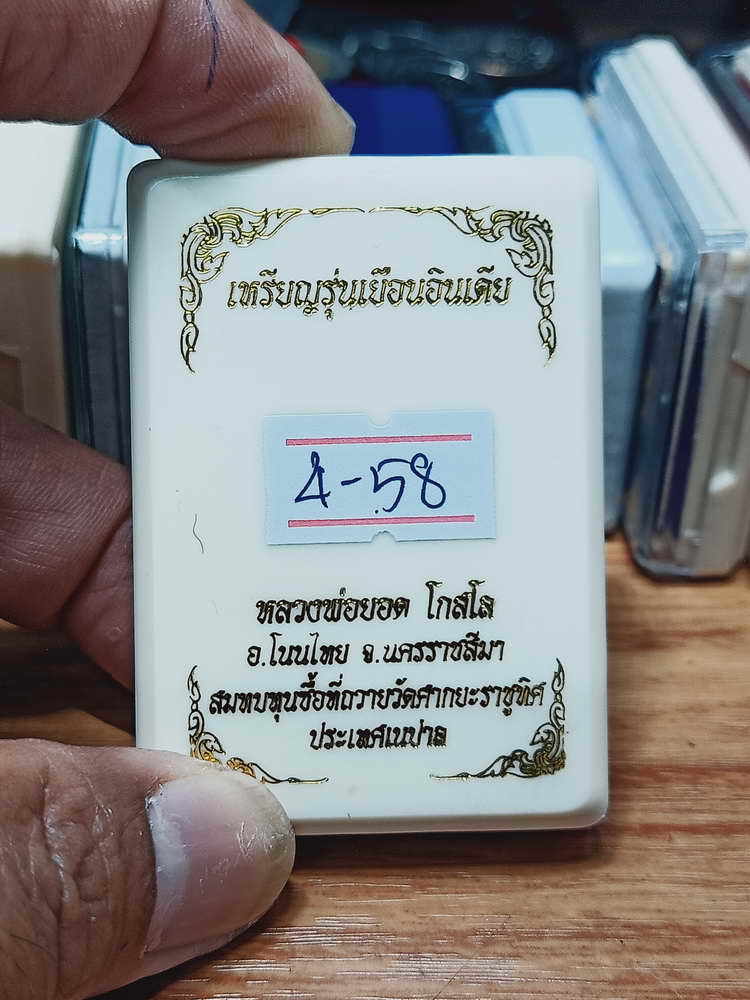 เหรียญรุ่นเยือนอินเดีย
4-58
หลวงพ่อยอด โกสโล
อ.โนนไทย จ.นครราชสีมา
สมทบทุนซื้อที่ถวายวัดศากยะราชูทิศ
ประเทศเนปาล